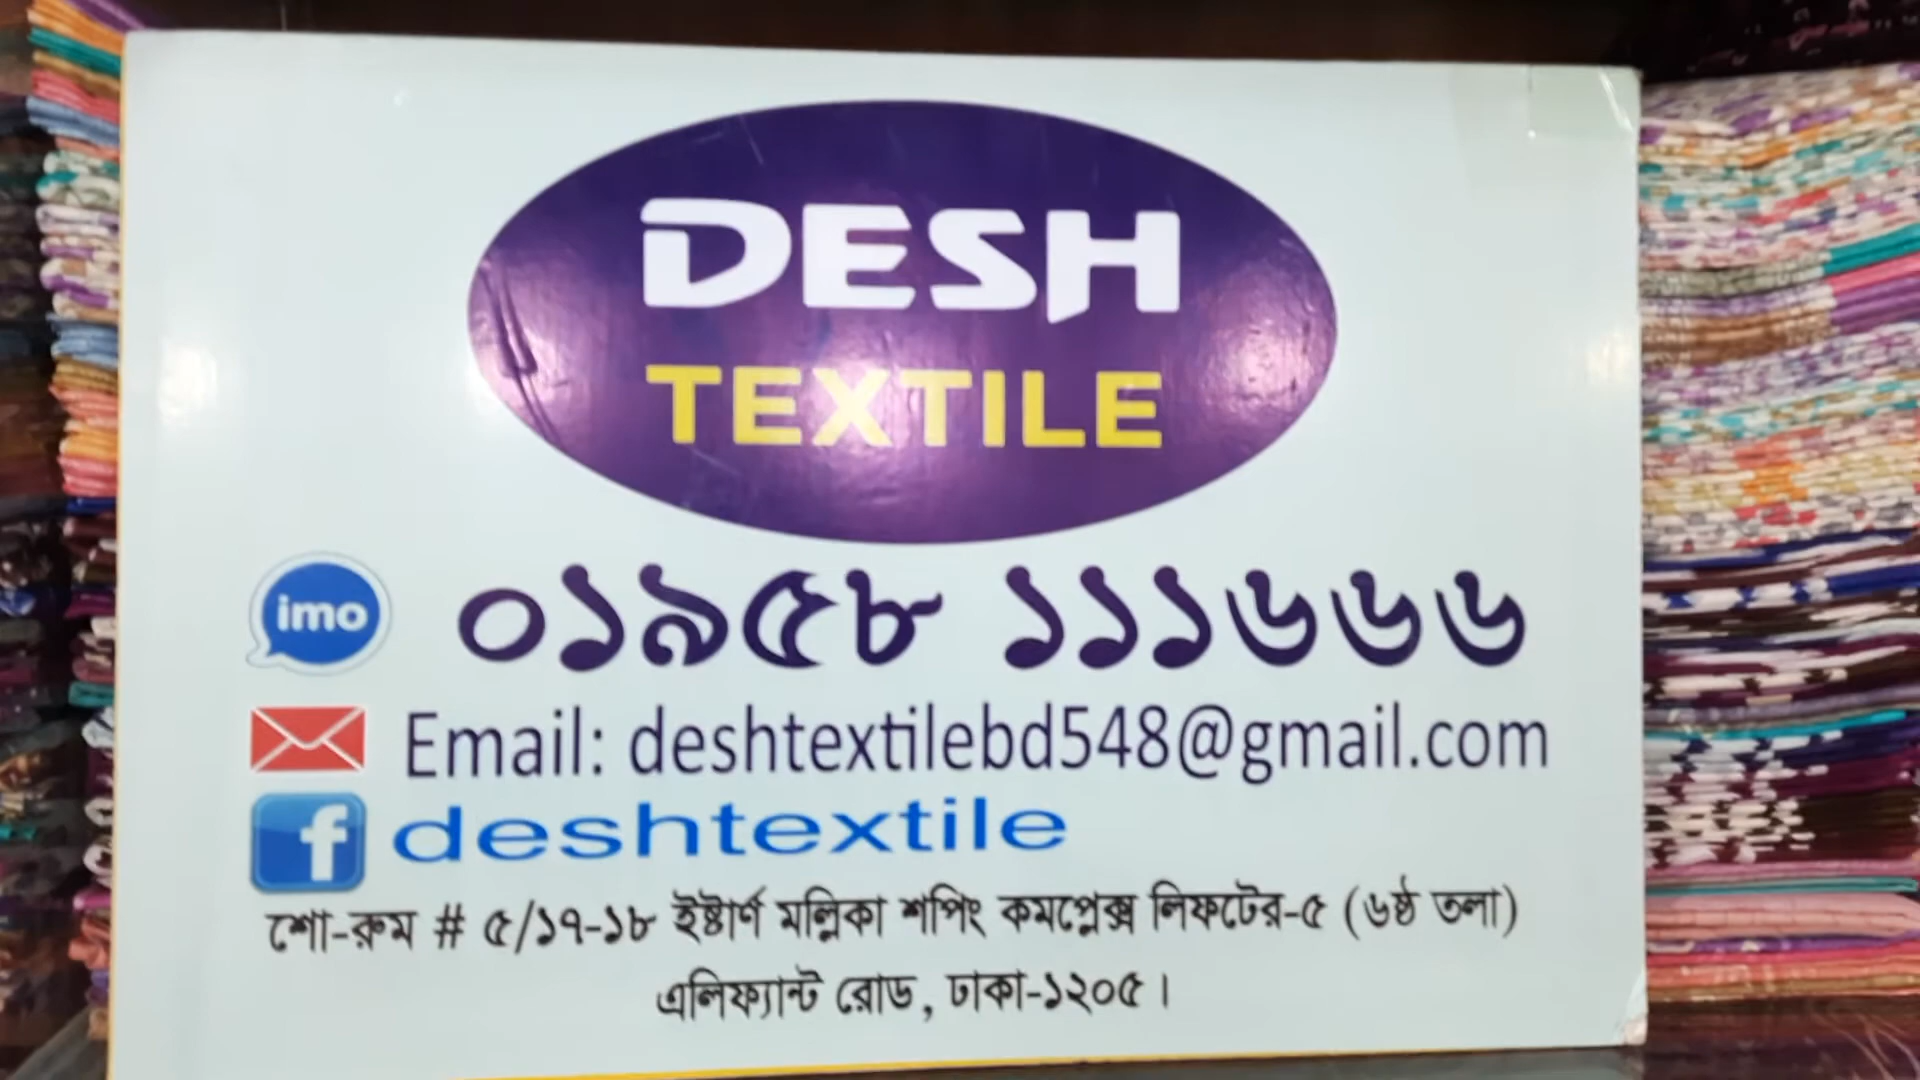 DESH
TEXTILE
imo ০১৯৫৮ ১১১৬৬৬
Email: deshtextilebd548@gmail.com
f deshtextile
শো-রুম # ৫/১৭-১৮ ইষ্টার্ণ মল্লিকা শপিং কমপ্লেক্স লিফটের-৫ (৬ষ্ঠ তলা)
এলিফ্যান্ট রোড, ঢাকা-১২০৫।